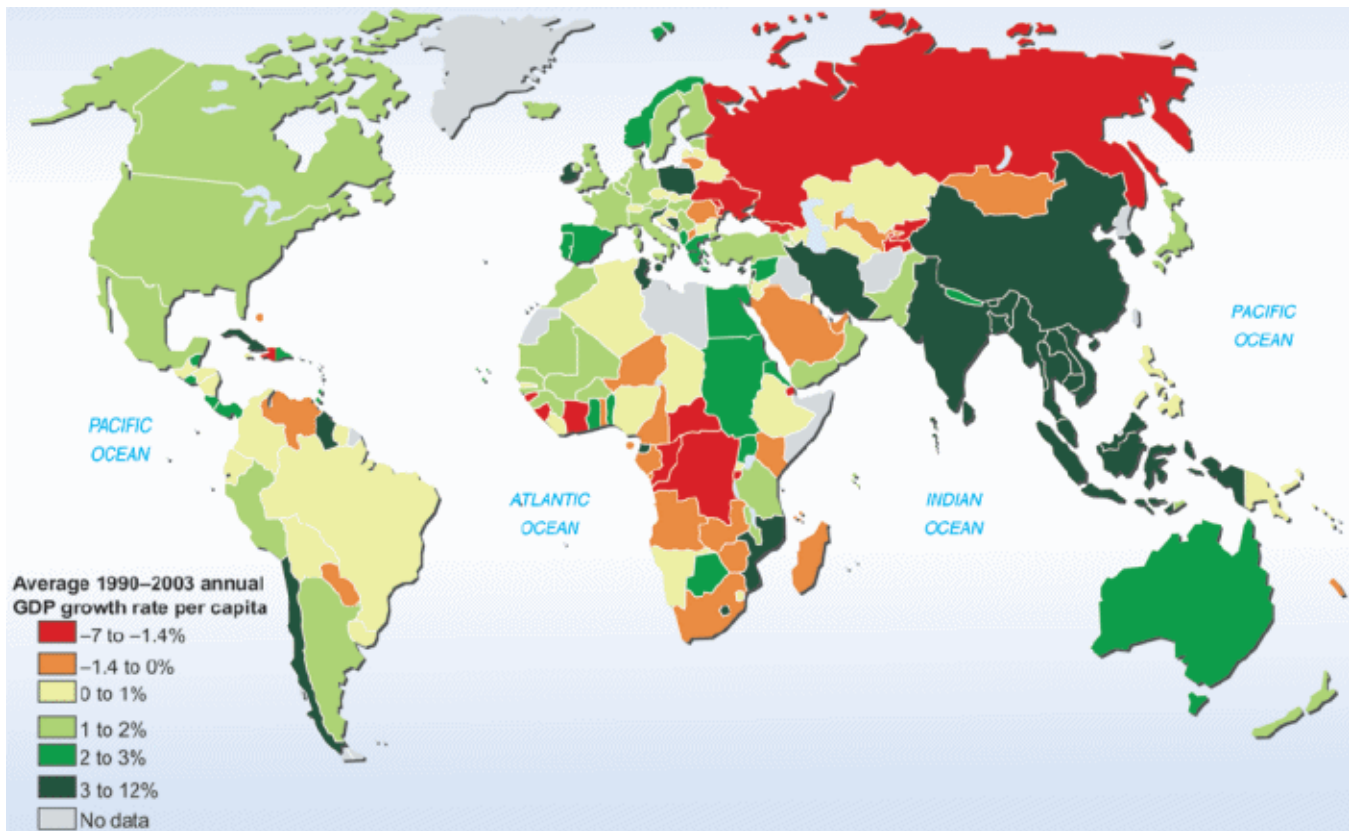 PACIFIC
OCEAN
PACIFIC
OCEAN
ATLANTIC
OCEAN
INDIAN
OCEAN
Average 1990–2003 annual
GDP growth rate per capita
–7 to –1.4%
–1.4 to 0%
0 to 1%
1 to 2%
2 to 3%
3 to 12%
No data